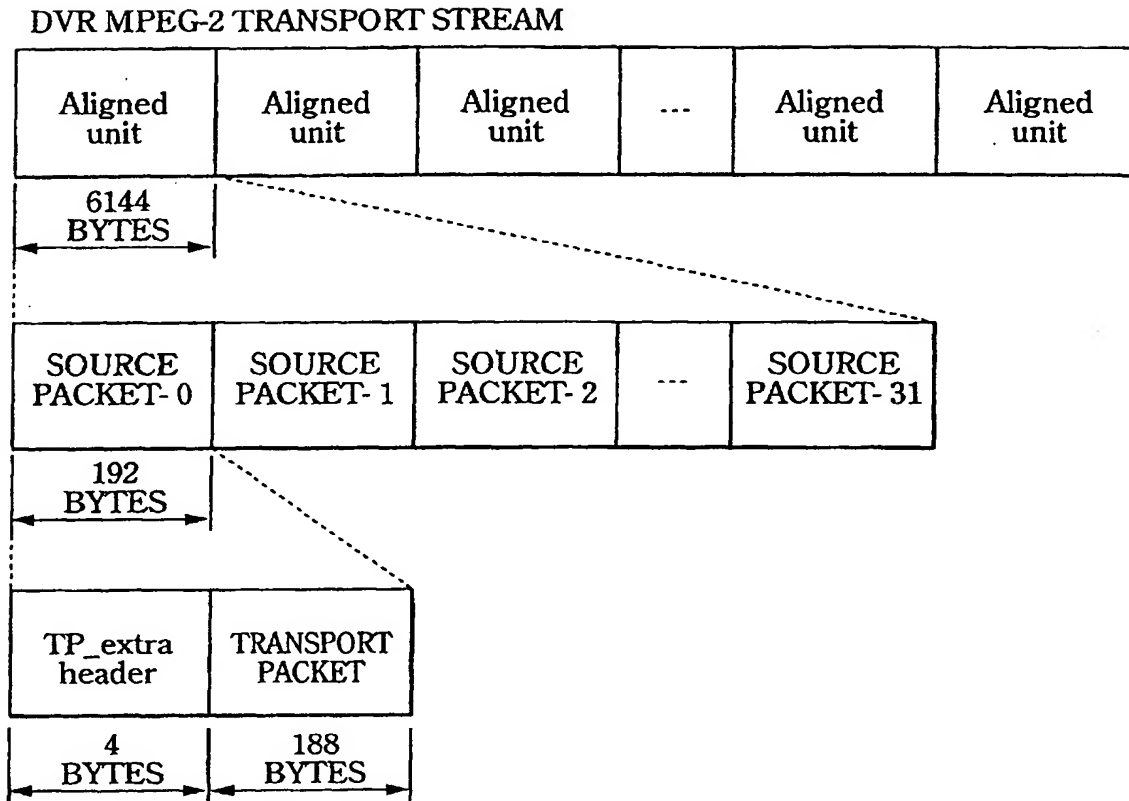 DVR MPEG-2 TRANSPORT STREAM
Aligned unit
Aligned unit
Aligned unit
---
Aligned unit
Aligned unit
6144 BYTES
SOURCE PACKET- 0
SOURCE PACKET- 1
SOURCE PACKET- 2
---
SOURCE PACKET- 31
192 BYTES
TP_extra header
TRANSPORT PACKET
4 BYTES
188 BYTES